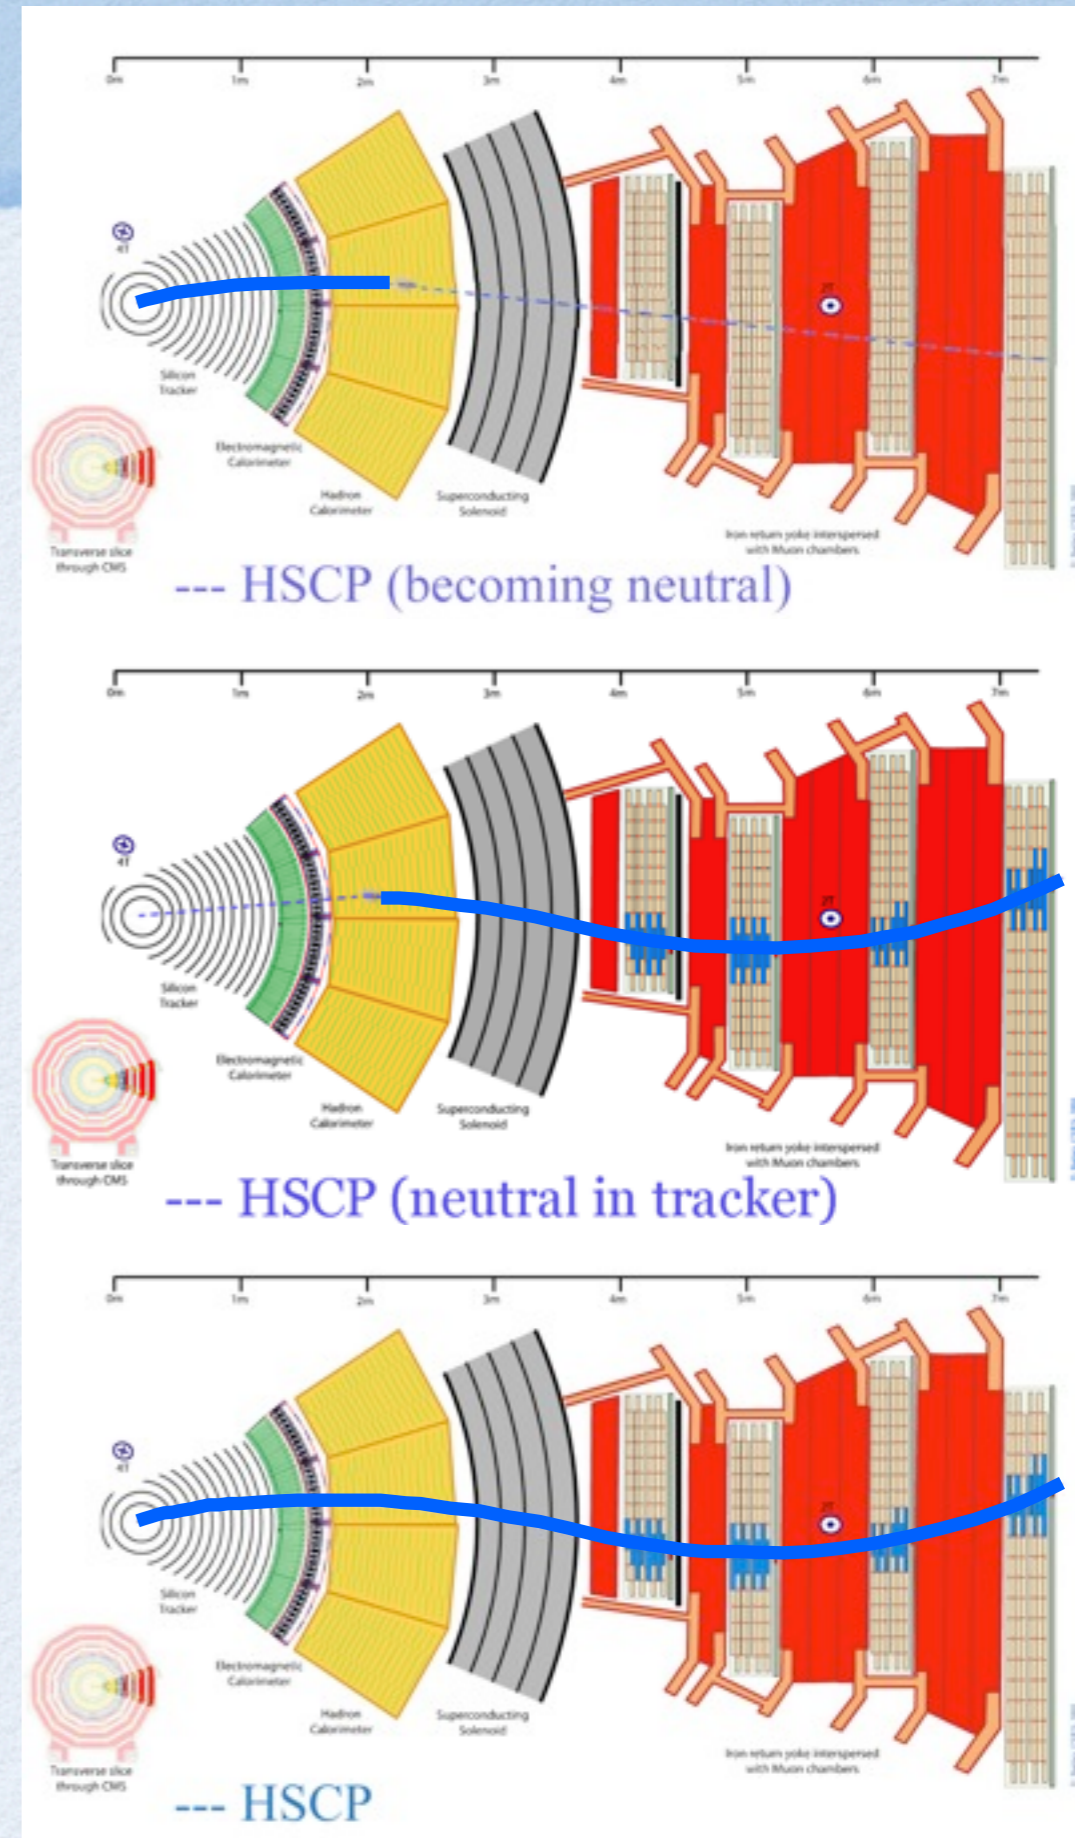 0m 1m 2m 3m 4m 5m 6m 7m
4T
2T
Silicon
Tracker
Electromagnetic
Calorimeter
Hadron
Calorimeter
Superconducting
Solenoid
Iron return yoke interspersed
with Muon chambers
Transverse slice
through CMS
--- HSCP (becoming neutral)
0m 1m 2m 3m 4m 5m 6m 7m
4T
2T
Silicon
Tracker
Electromagnetic
Calorimeter
Hadron
Calorimeter
Superconducting
Solenoid
Iron return yoke interspersed
with Muon chambers
Transverse slice
through CMS
--- HSCP (neutral in tracker)
0m 1m 2m 3m 4m 5m 6m 7m
4T
2T
Silicon
Tracker
Electromagnetic
Calorimeter
Hadron
Calorimeter
Superconducting
Solenoid
Iron return yoke interspersed
with Muon chambers
Transverse slice
through CMS
--- HSCP